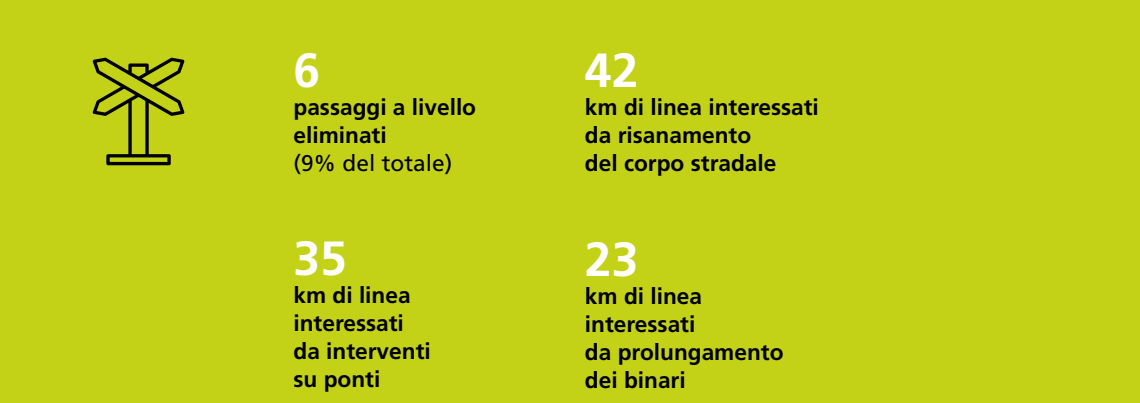 6
passaggi a livello
eliminati
(9% del totale)
42
km di linea interessati
da risanamento
del corpo stradale
35
km di linea
interessati
da interventi
su ponti
23
km di linea
interessati
da prolungamento
dei binari